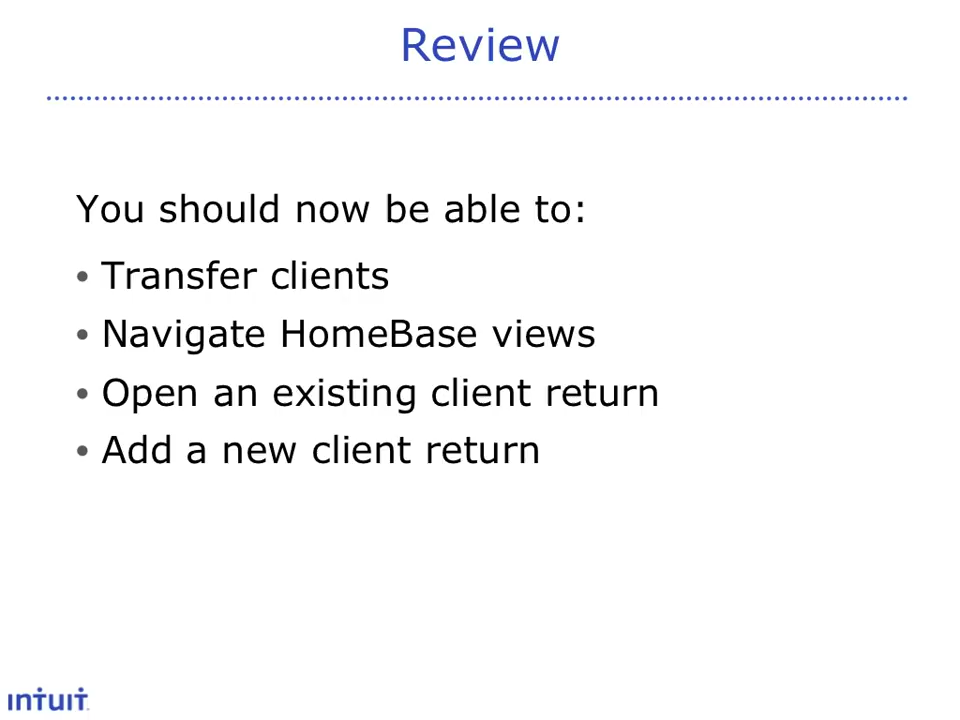 Review
You should now be able to:
• Transfer clients
• Navigate HomeBase views
• Open an existing client return
• Add a new client return
intuit